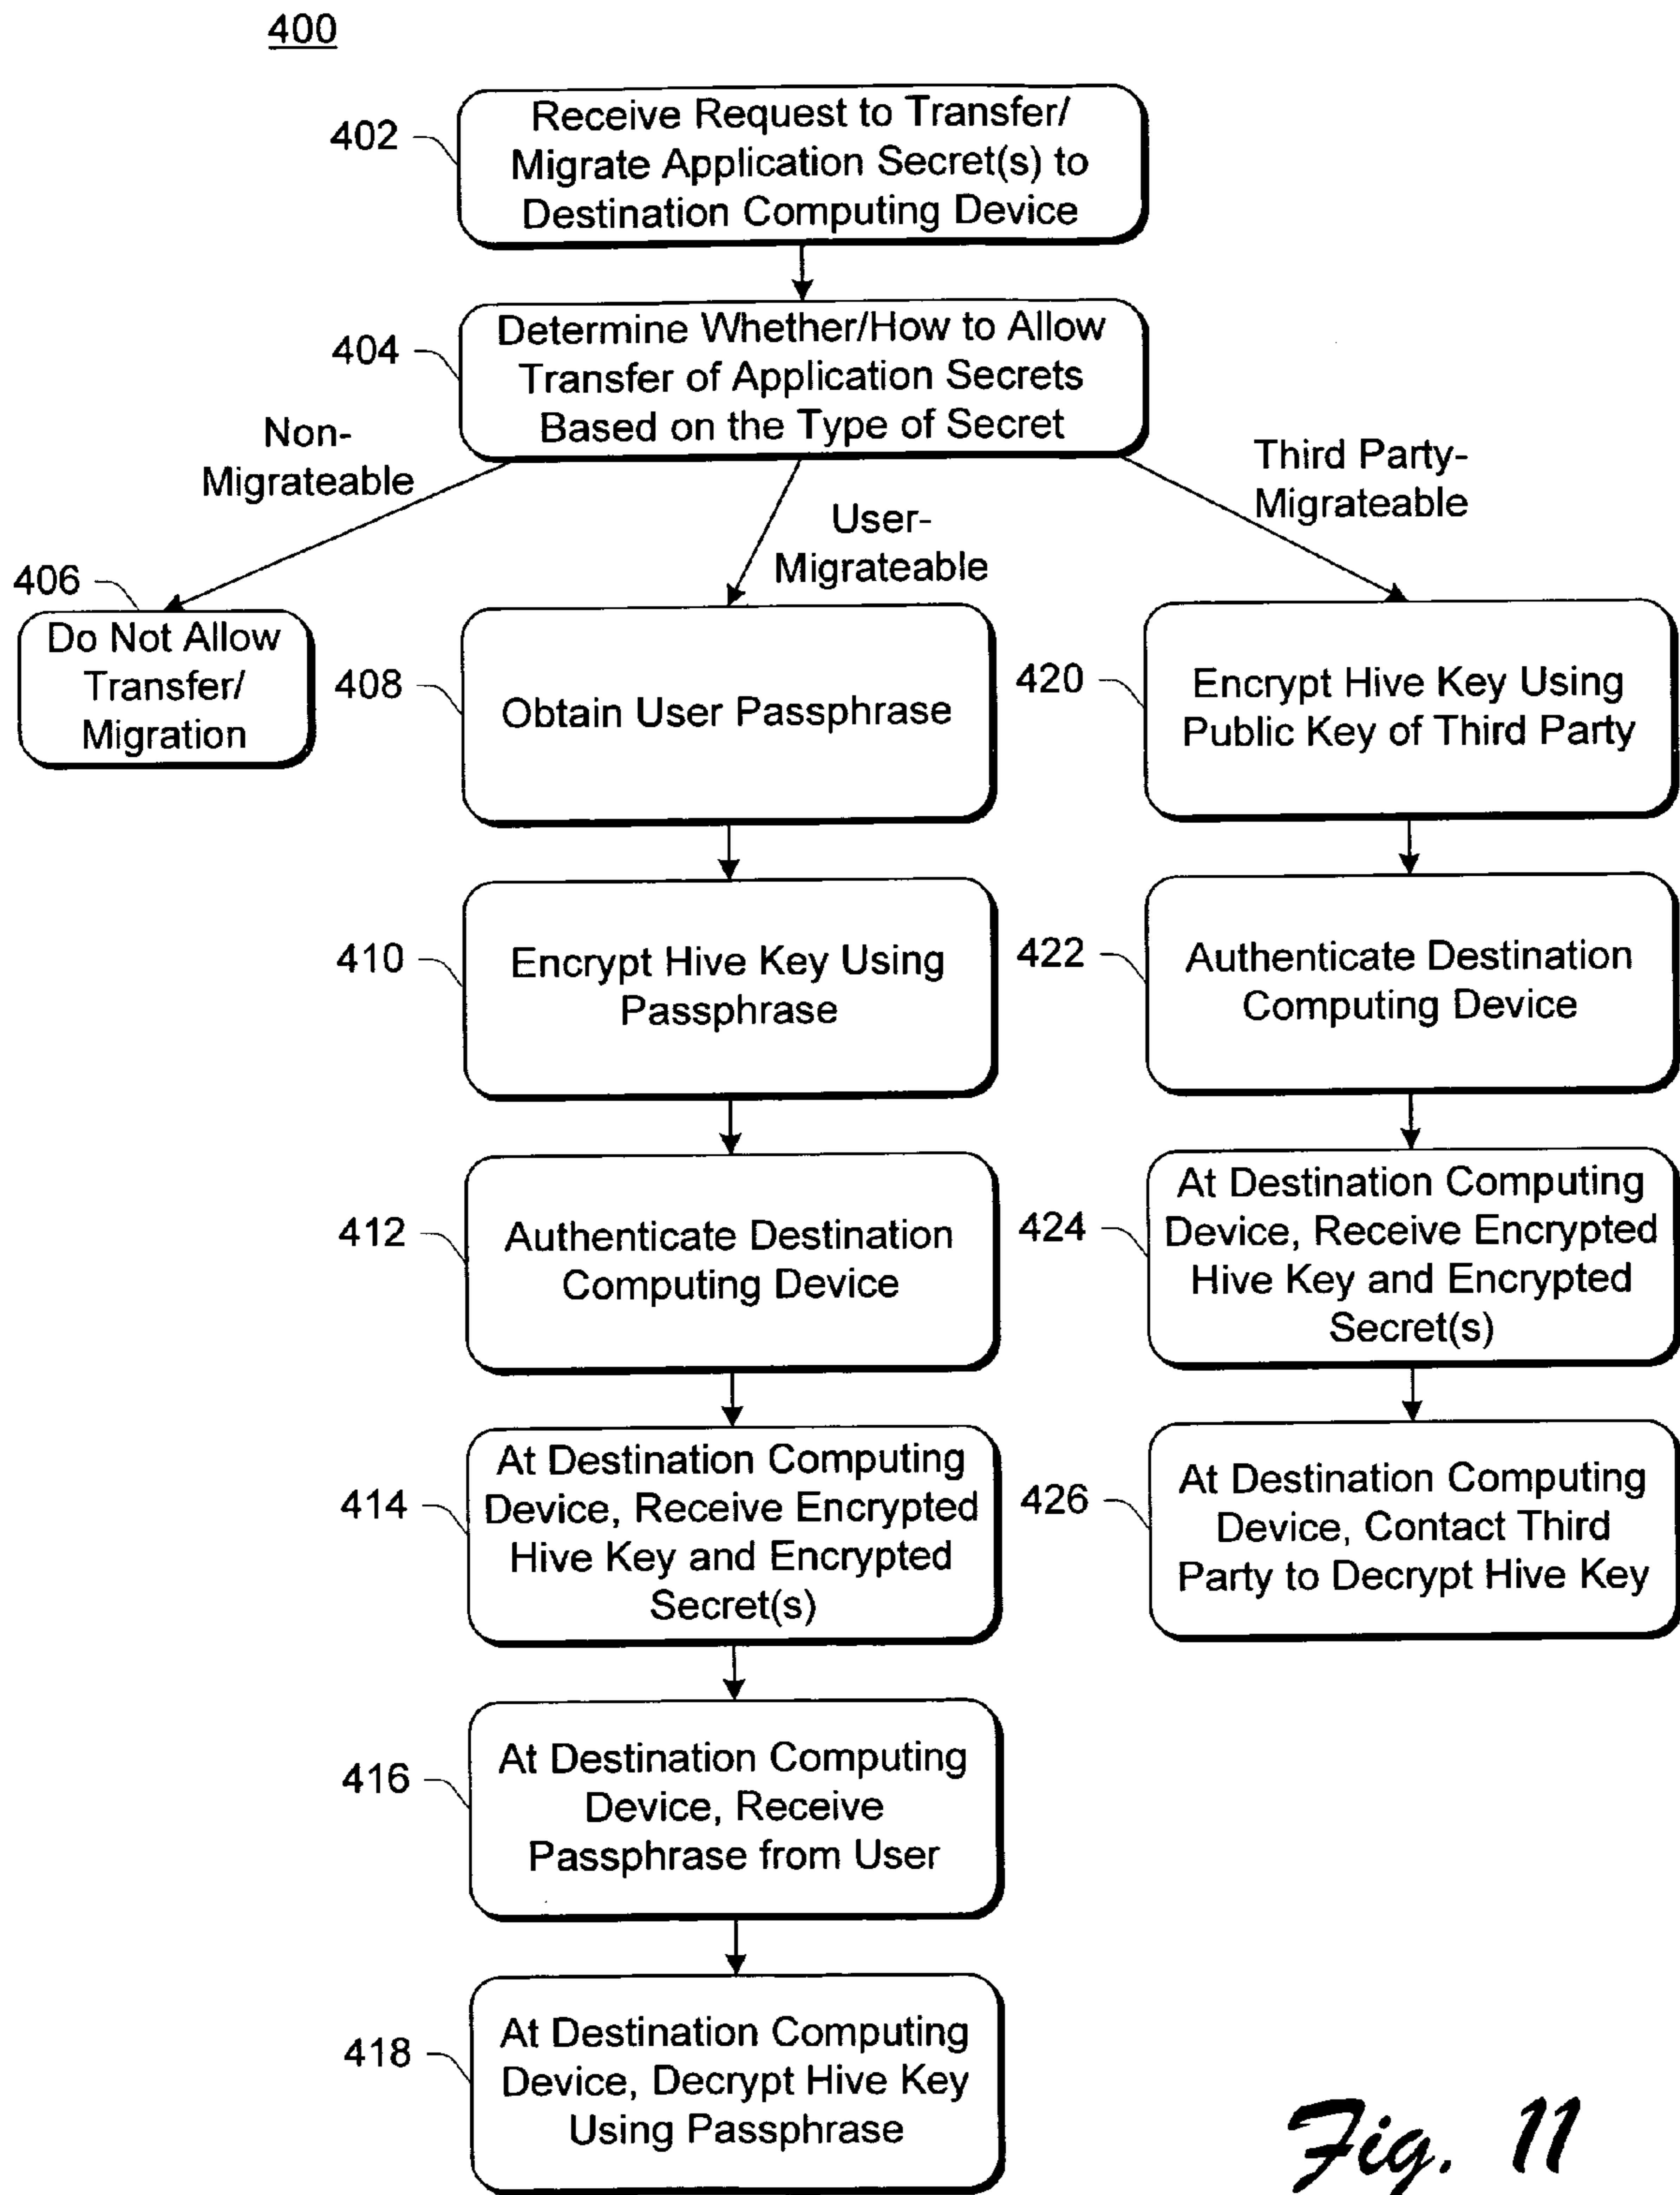 400
402
Receive Request to Transfer/
Migrate Application Secret(s) to
Destination Computing Device
404
Determine Whether/How to Allow
Transfer of Application Secrets
Based on the Type of Secret
Non-
Migrateable
User-
Migrateable
Third Party-
Migrateable
406
Do Not Allow
Transfer/
Migration
408
Obtain User Passphrase
410
Encrypt Hive Key Using
Passphrase
412
Authenticate Destination
Computing Device
414
At Destination Computing
Device, Receive Encrypted
Hive Key and Encrypted
Secret(s)
416
At Destination Computing
Device, Receive
Passphrase from User
418
At Destination Computing
Device, Decrypt Hive Key
Using Passphrase
420
Encrypt Hive Key Using
Public Key of Third Party
422
Authenticate Destination
Computing Device
424
At Destination Computing
Device, Receive Encrypted
Hive Key and Encrypted
Secret(s)
426
At Destination Computing
Device, Contact Third
Party to Decrypt Hive Key
Fig. 11